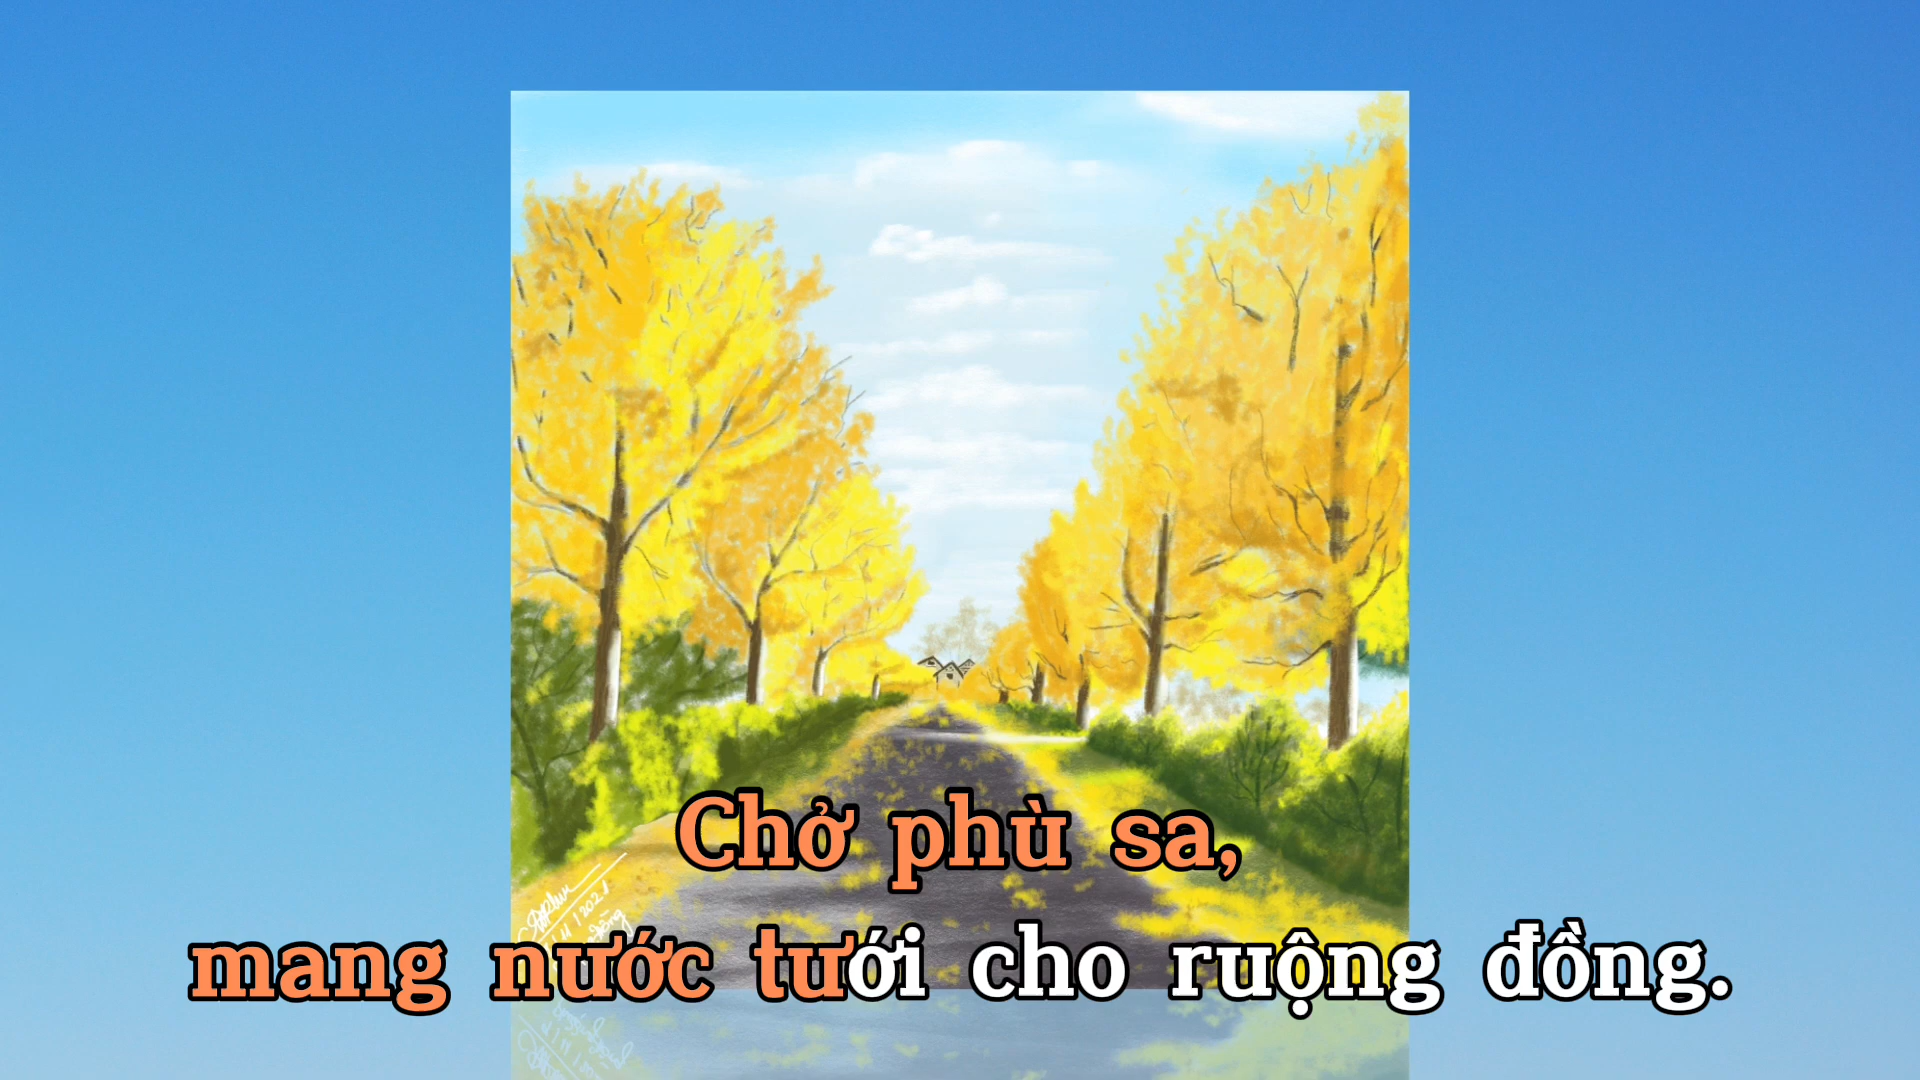 Chở phù sa,
mang nước tưới cho ruộng đồng.